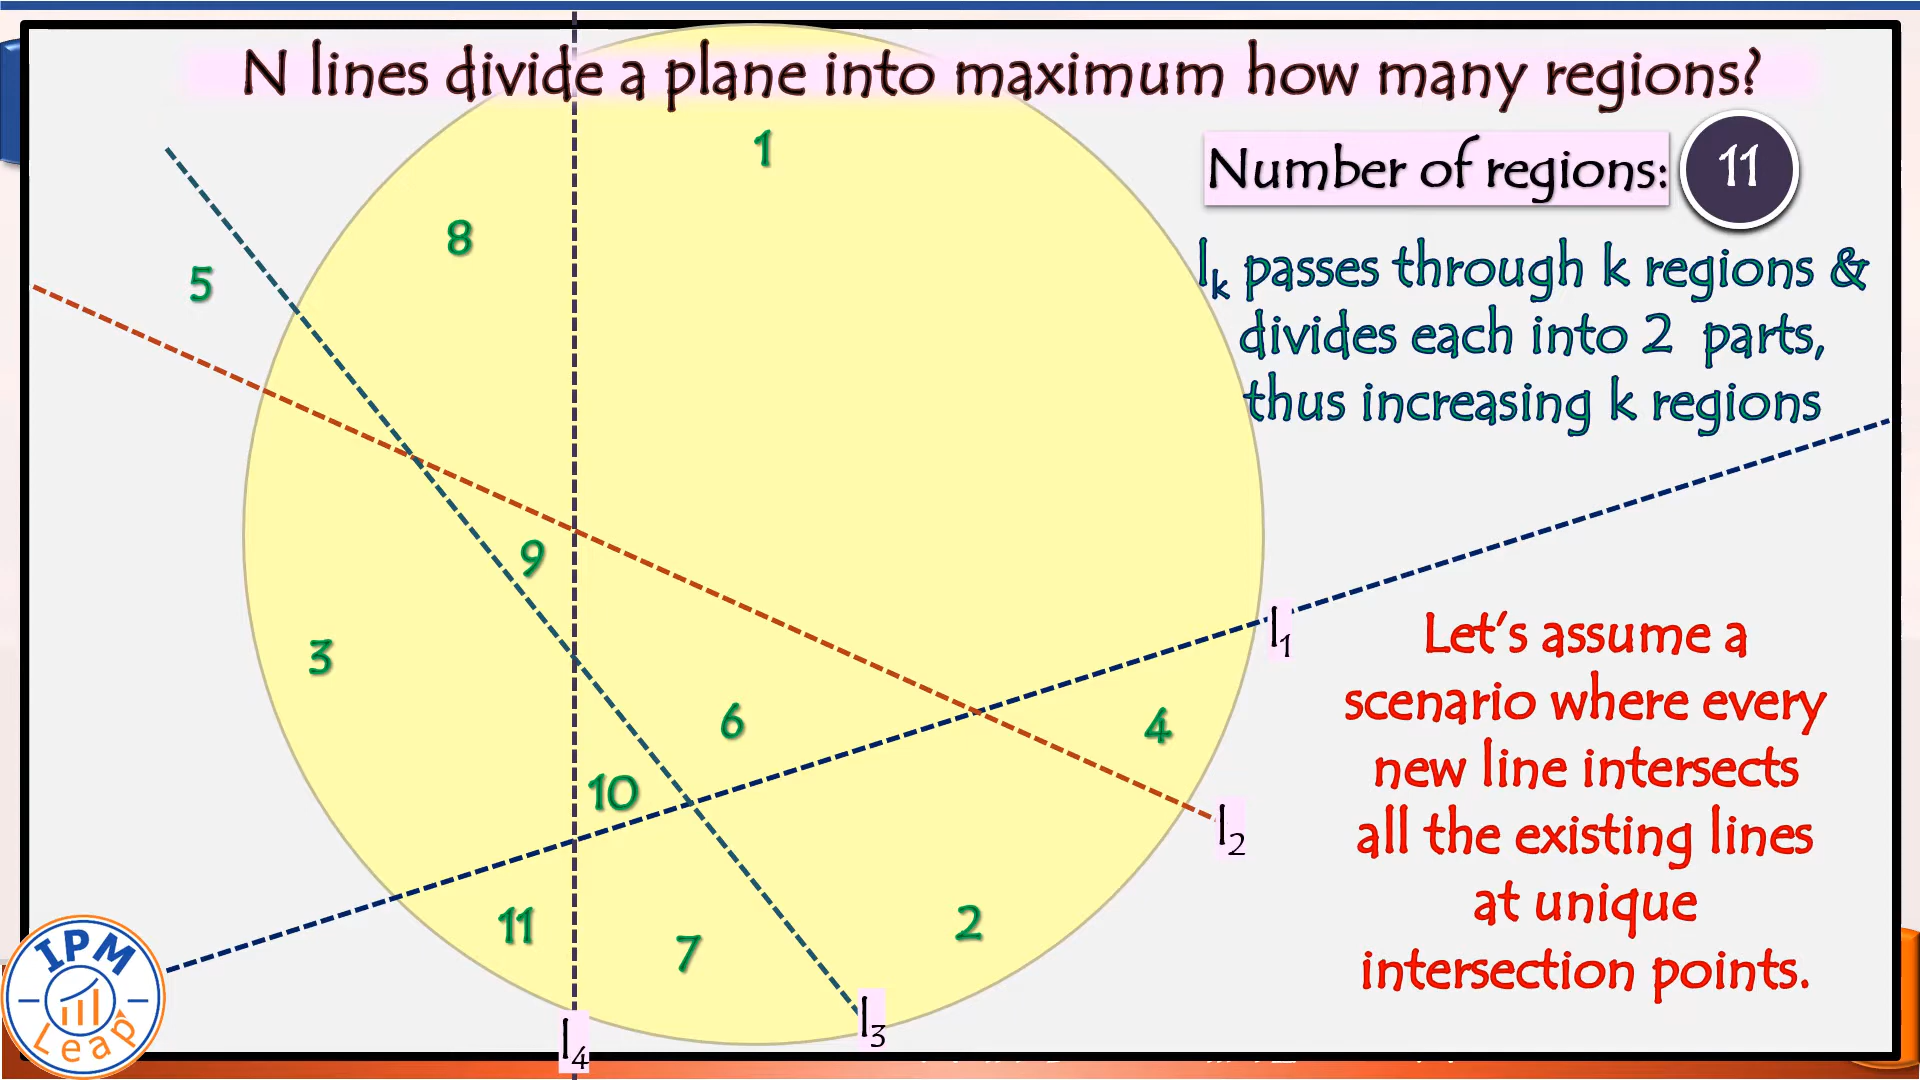 N lines divide a plane into maximum how many regions?
1
Number of regions: 11
8
5
lk passes through k regions &
divides each into 2 parts,
thus increasing k regions
9
l1
Let's assume a
scenario where every
new line intersects
all the existing lines
at unique
intersection points.
3
6
4
10
l2
11
7
2
l3
l4
IPM
Leap